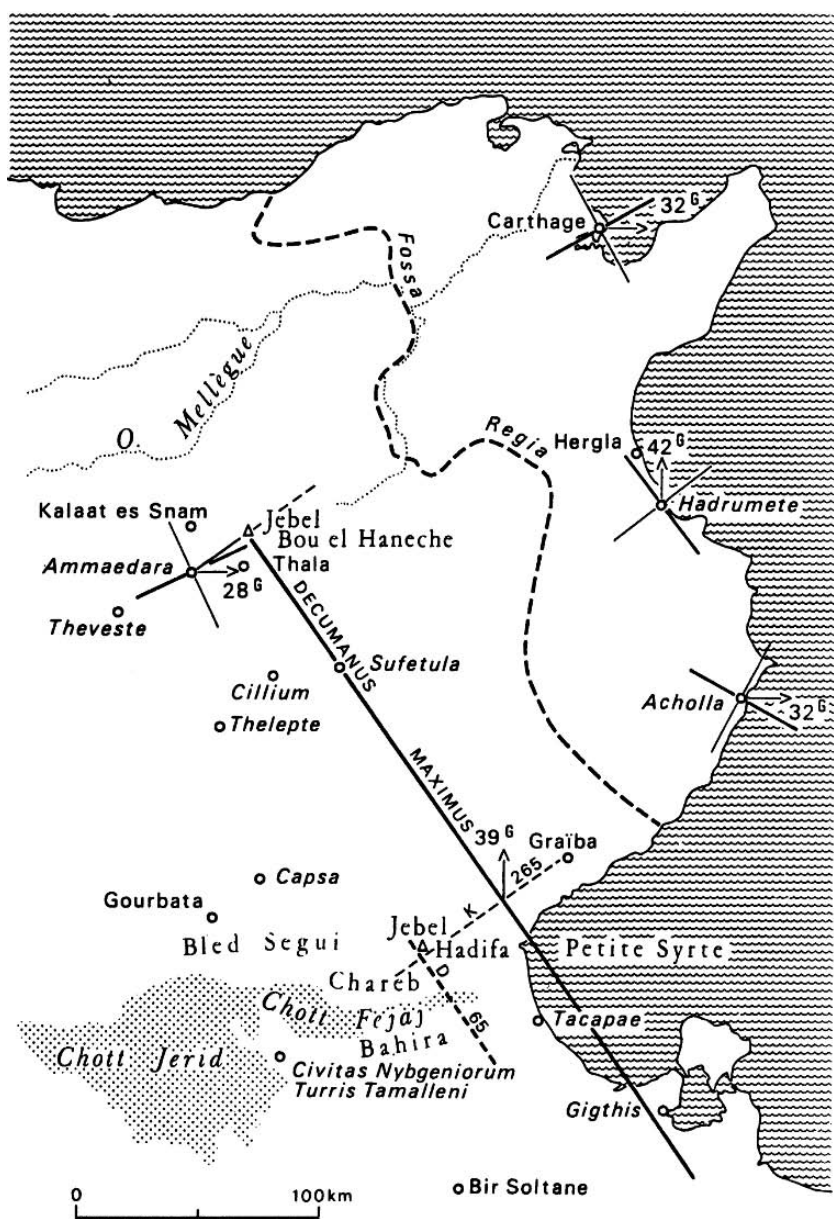 Carthage
32G
Fossa
O. Mellègue
Regia
Hergla
42G
Hadrumete
Kalaat es Snam
Jebel
Bou el Haneche
Ammaedara
Thala
28G
Theveste
DECUMANUS
Sufetula
Cillium
Thelepte
Acholla
32G
MAXIMUS
39G
Graïba
265
K
Capsa
Gourbata
Bled Segui
Jebel
Hadifa
Petite Syrte
Chareb
D
65
Chott Fejaj
Tacapae
Bahira
Chott Jerid
Civitas Nybgeniorum
Turris Tamalleni
Gigthis
Bir Soltane
0 100km